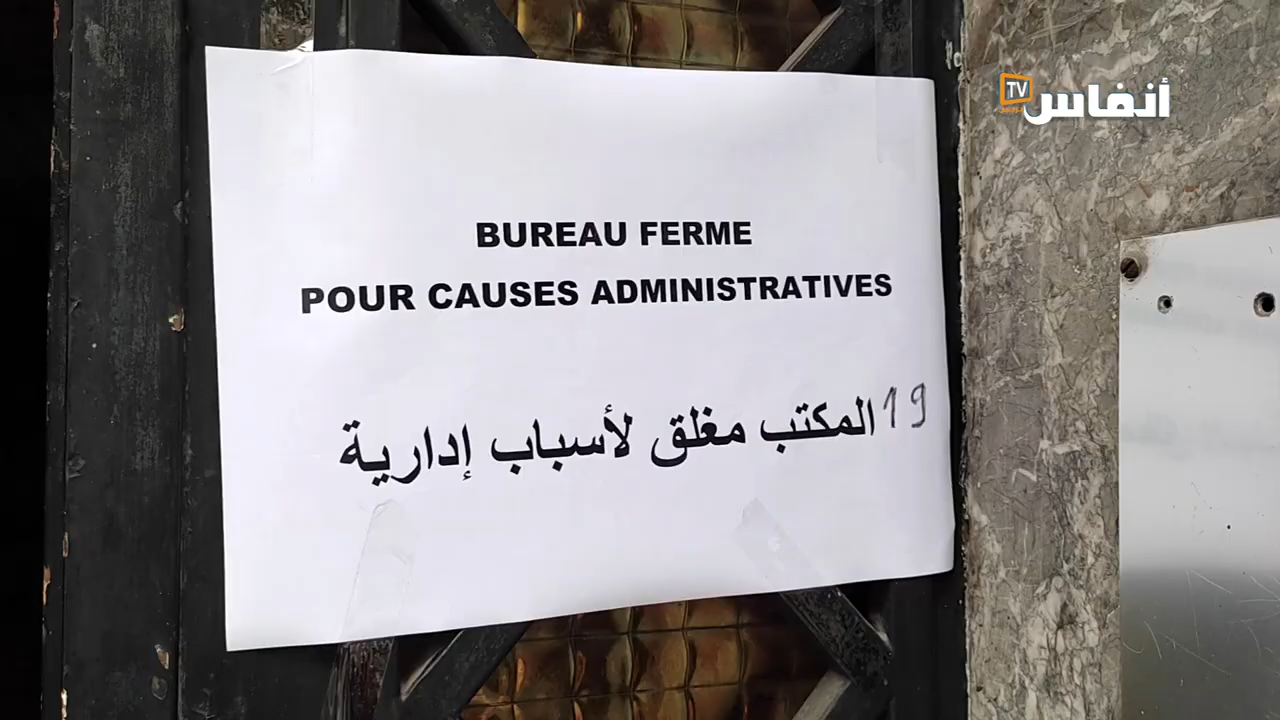 TV أنفاس
BUREAU FERME
POUR CAUSES ADMINISTRATIVES
19 المكتب مغلق لأسباب إدارية